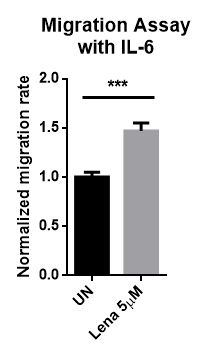 Migration Assay
with IL-6
Normalized migration rate
2.0
1.5
1.0
0.5
0.0
***
UN
Lena 5μM